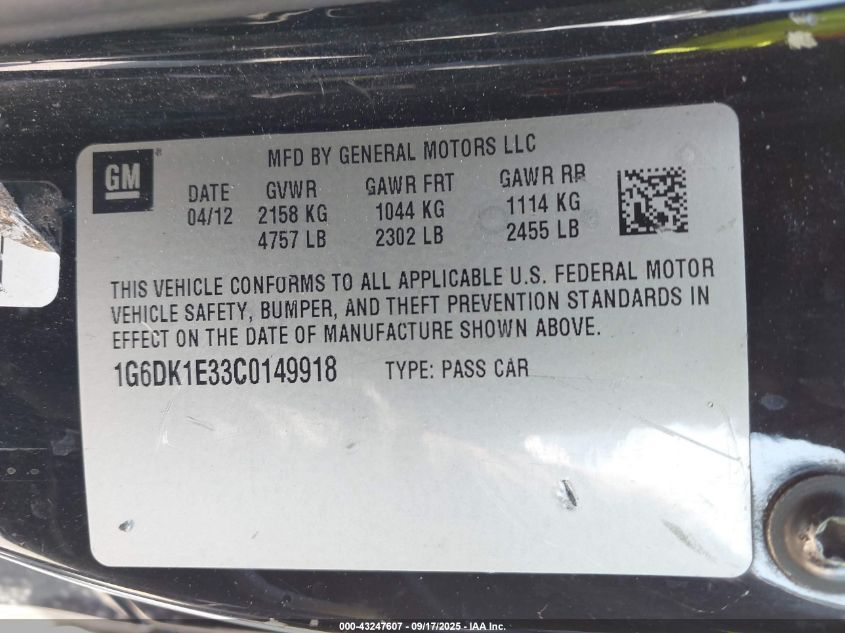 GM
MFD BY GENERAL MOTORS LLC
DATE GVWR GAWR FRT GAWR RR
04/12 2158 KG 1044 KG 1114 KG
4757 LB 2302 LB 2455 LB
THIS VEHICLE CONFORMS TO ALL APPLICABLE U.S. FEDERAL MOTOR
VEHICLE SAFETY, BUMPER, AND THEFT PREVENTION STANDARDS IN
EFFECT ON THE DATE OF MANUFACTURE SHOWN ABOVE.
1G6DK1E33C0149918 TYPE: PASS CAR
000-43247607 - 09/17/2025 - IAA Inc.